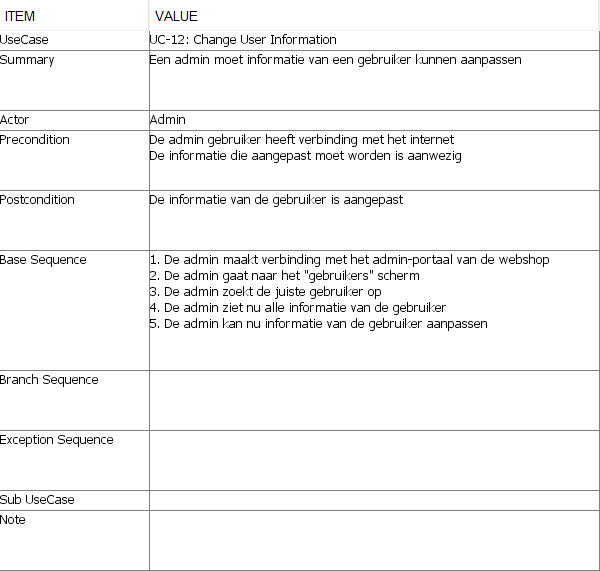 ITEM VALUE
UseCase UC-12: Change User Information
Summary Een admin moet informatie van een gebruiker kunnen aanpassen
Actor Admin
Precondition De admin gebruiker heeft verbinding met het internet
De informatie die aangepast moet worden is aanwezig
Postcondition De informatie van de gebruiker is aangepast
Base Sequence 1. De admin maakt verbinding met het admin-portaal van de webshop
2. De admin gaat naar het "gebruikers" scherm
3. De admin zoekt de juiste gebruiker op
4. De admin ziet nu alle informatie van de gebruiker
5. De admin kan nu informatie van de gebruiker aanpassen
Branch Sequence
Exception Sequence
Sub UseCase
Note